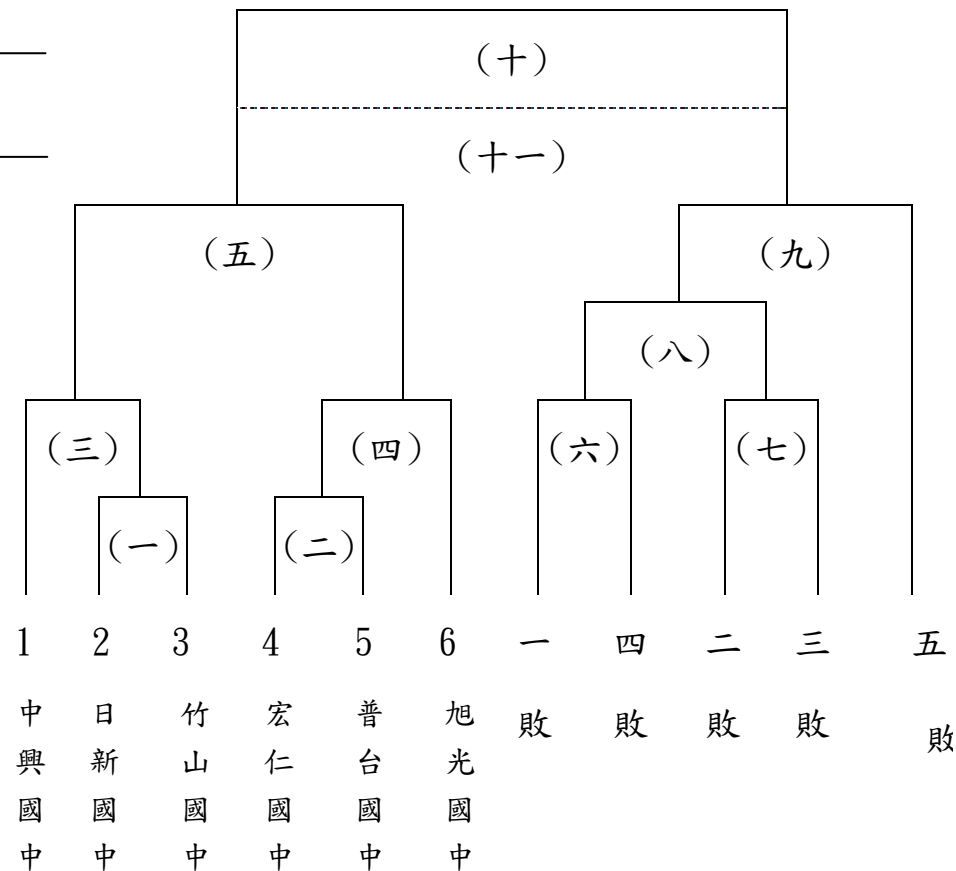 (十)
(十一)
(五)
(九)
(八)
(三)
(四)
(六)
(七)
(一)
(二)
1 2 3 4 5 6 一 四 二 三 五
中興國中
日新國中
竹山國中
宏仁國中
普台國中
旭光國中
敗
敗
敗
敗
敗